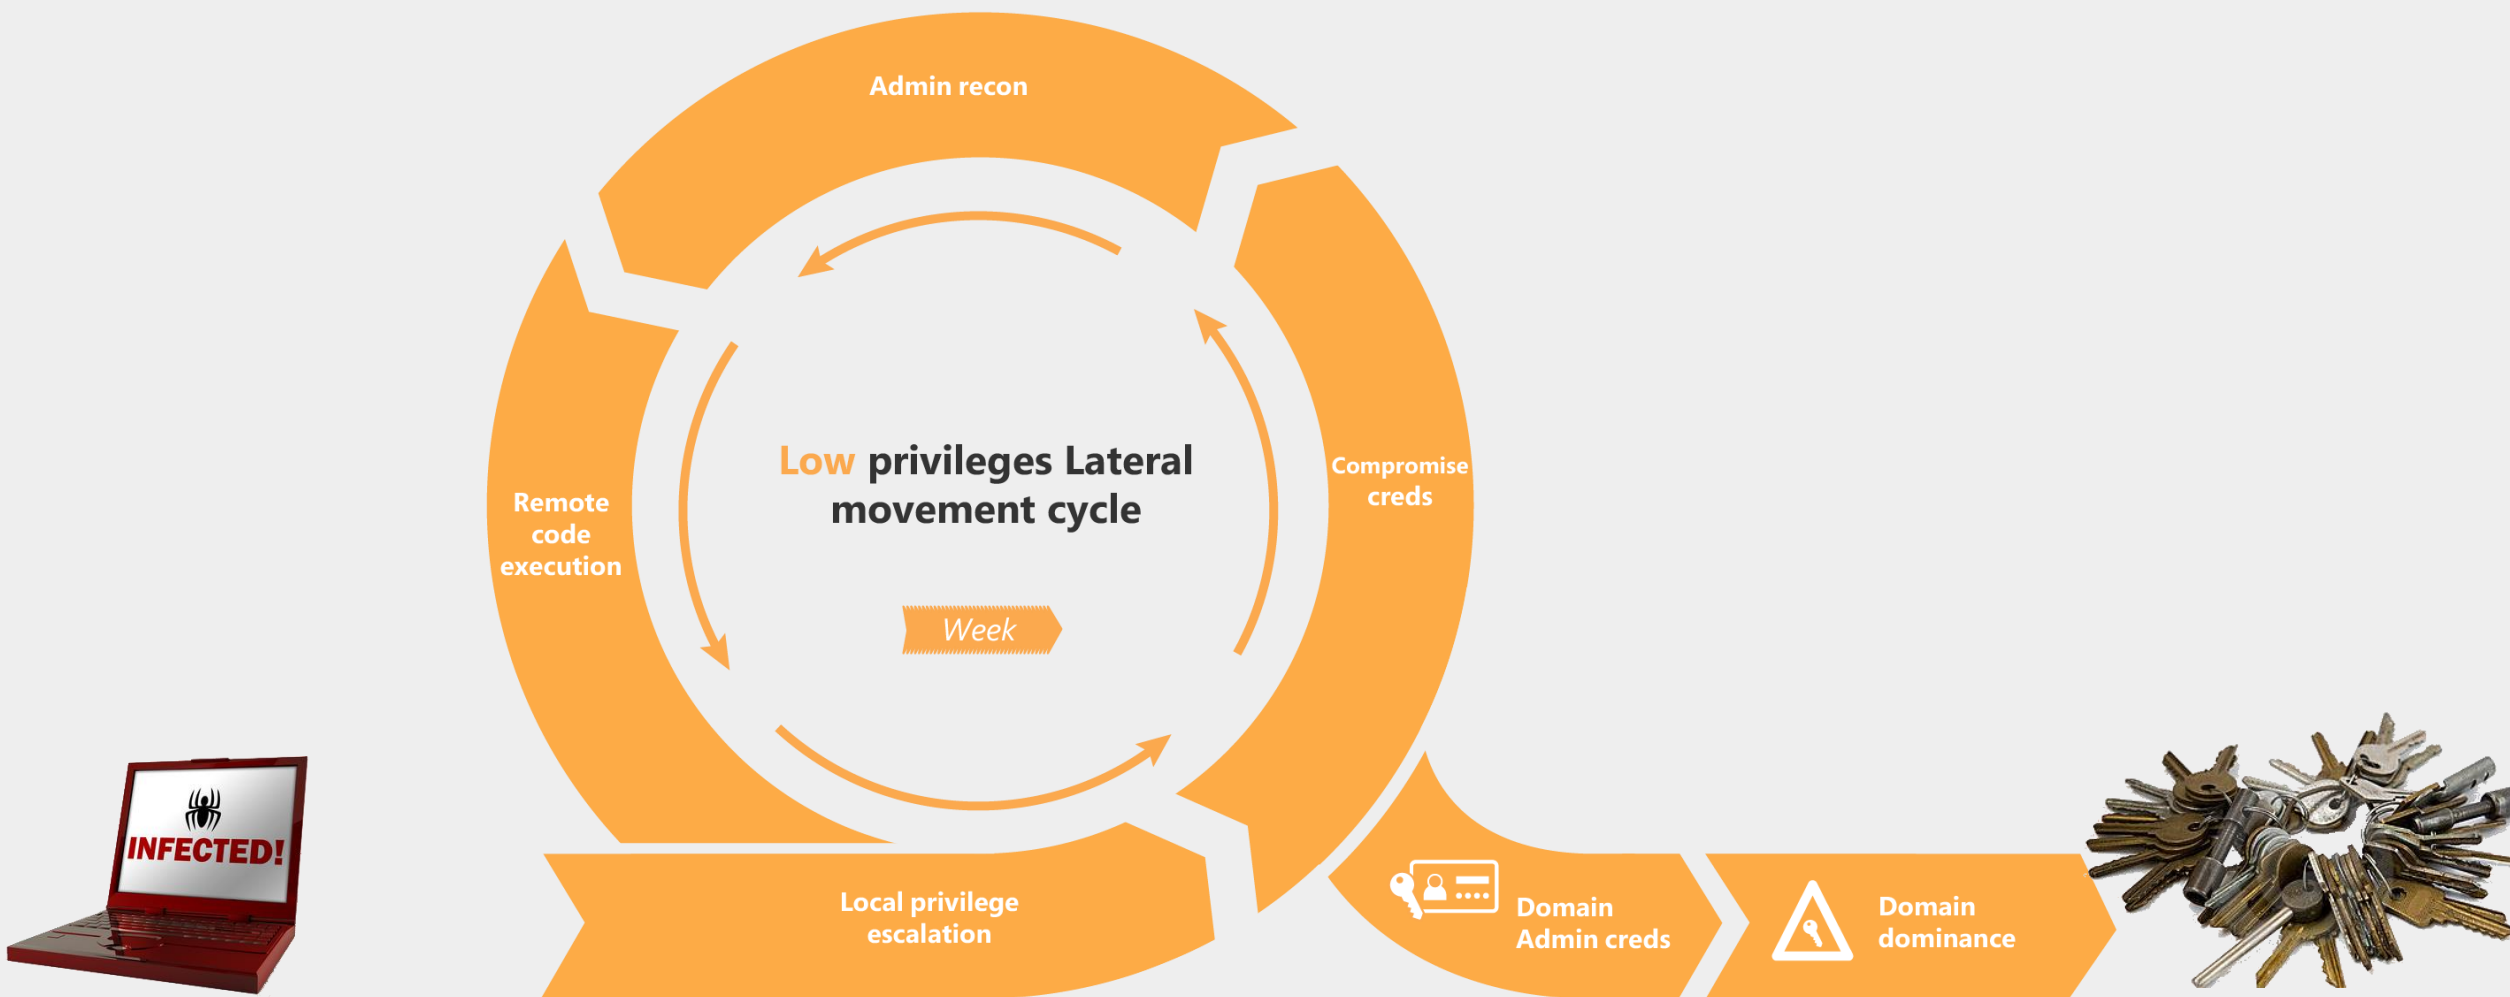 Admin recon
Low privileges Lateral
movement cycle
Week
Remote
code
execution
Compromise
creds
INFECTED!
Local privilege
escalation
Domain
Admin creds
Domain
dominance